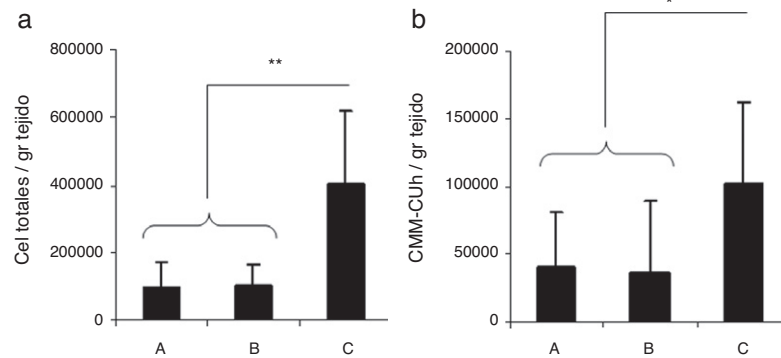 a
800000
600000
400000
200000
0
Cel totales / gr tejido
**
A B C
b
200000
150000
100000
50000
0
CMM-CUh / gr tejido
*
A B C